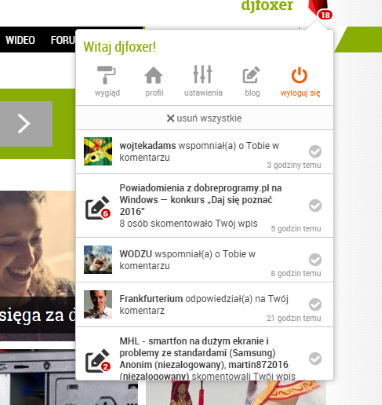 djfoxer
18
WIDEO FORU
Witaj djfoxer!
wygląd profil ustawienia blog wyloguj się
usuń wszystkie
wojtekadams wspomniał(a) o Tobie w
komentarzu
3 godziny temu
Powiadomienia z dobreprogramy.pl na
Windows — konkurs „Daj się poznać
2016”
8 osób skomentowało Twój wpis
6
5 godzin temu
WODZU wspomniał(a) o Tobie w
komentarzu
8 godzin temu
Frankfurterium odpowiedział(a) na Twój
komentarz
21 godzin temu
sięga za d
MHL - smartfon na dużym ekranie i
problemy ze standardami (Samsung)
Anonim (niezalogowany), martin872016
2
(niezalogowany) skomentowali Twój wpis